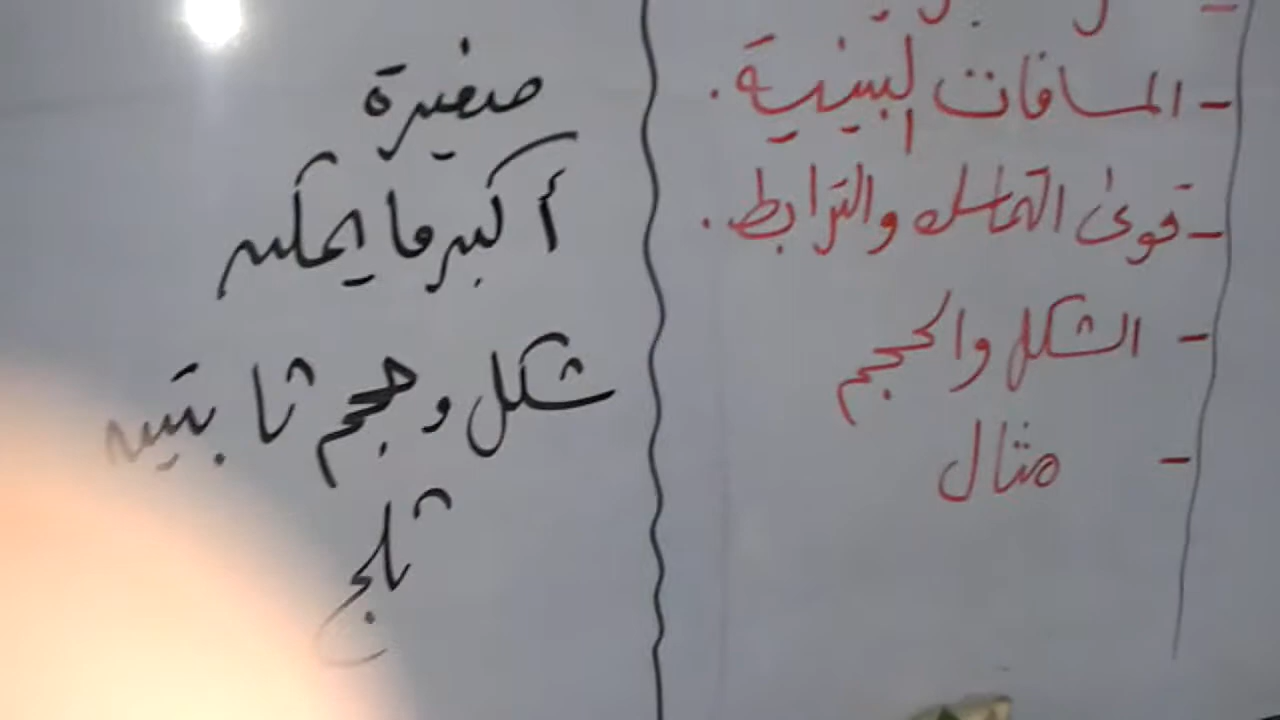 - المسافات البينية. صغيرة
- قوى التماسك والترابط. أكبر ما يمكن
- الشكل والحجم شكل وحجم ثابتين
- مثال ثلج